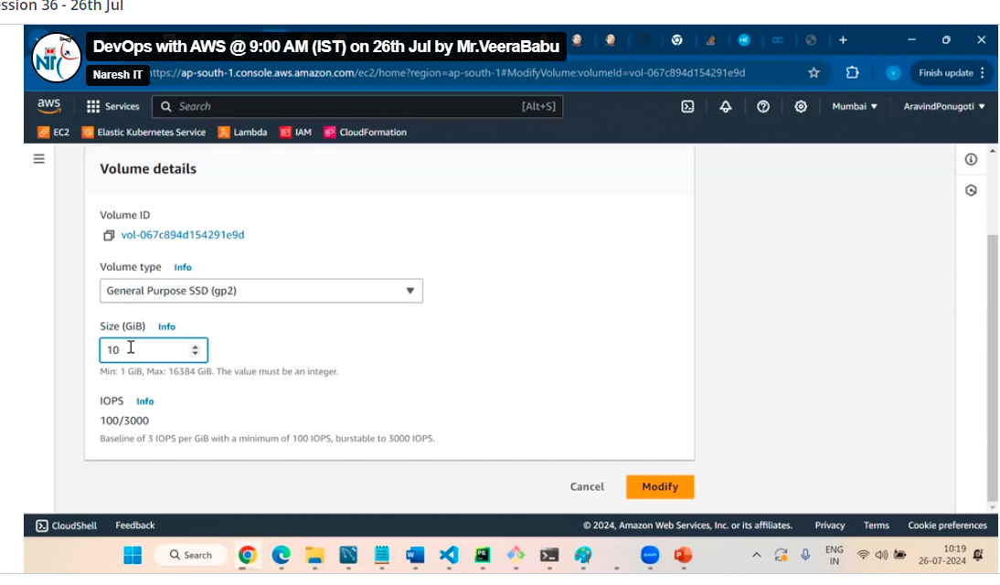 ession 36 - 26th Jul
DevOps with AWS @ 9:00 AM (IST) on 26th Jul by Mr.VeeraBabu
Naresh IT
ttps://ap-south-1.console.aws.amazon.com/ec2/home?region=ap-south-1#ModifyVolume:volumeId=vol-067c894d154291e9d
Finish update
aws
Services
Search
[Alt+S]
Mumbai
AravindPonugoti
EC2
Elastic Kubernetes Service
Lambda
IAM
CloudFormation
Volume details
Volume ID
vol-067c894d154291e9d
Volume type Info
General Purpose SSD (gp2)
Size (GiB) Info
10
Min: 1 GiB, Max: 16384 GiB. The value must be an integer.
IOPS Info
100/3000
Baseline of 3 IOPS per GiB with a minimum of 100 IOPS, burstable to 3000 IOPS.
Cancel
Modify
CloudShell
Feedback
© 2024, Amazon Web Services, Inc. or its affiliates.
Privacy
Terms
Cookie preferences
Search
ENG
IN
10:19
26-07-2024